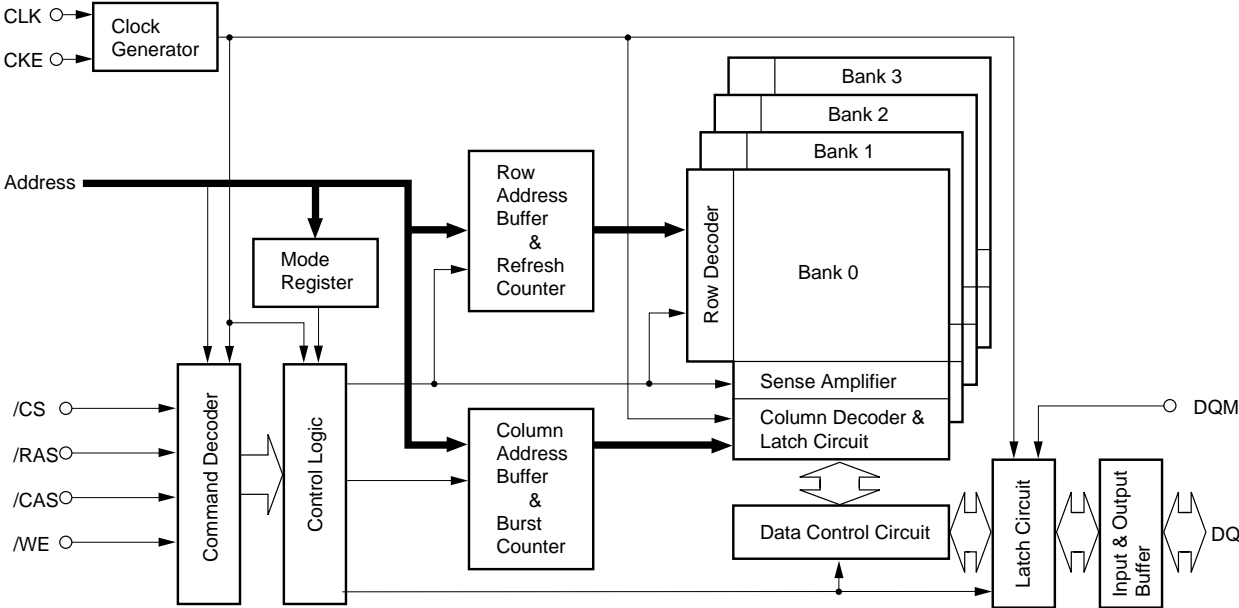 CLK
CKE
Clock
Generator
Bank 3
Bank 2
Bank 1
Address
Row
Address
Buffer
&
Refresh
Counter
Row Decoder
Bank 0
Mode
Register
Sense Amplifier
Column Decoder &
Latch Circuit
/CS
/RAS
/CAS
/WE
Command Decoder
Control Logic
Column
Address
Buffer
&
Burst
Counter
DQM
Data Control Circuit
Latch Circuit
Input & Output
Buffer
DQ